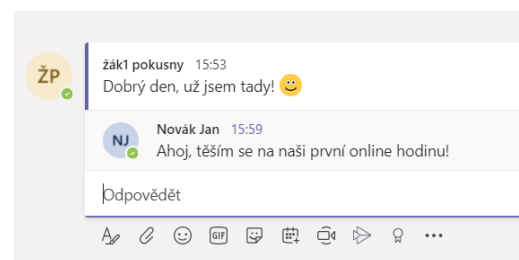 ŽP
žák1 pokusny 15:53
Dobrý den, už jsem tady!
NJ
Novák Jan 15:59
Ahoj, těším se na naši první online hodinu!
Odpovědět
GIF